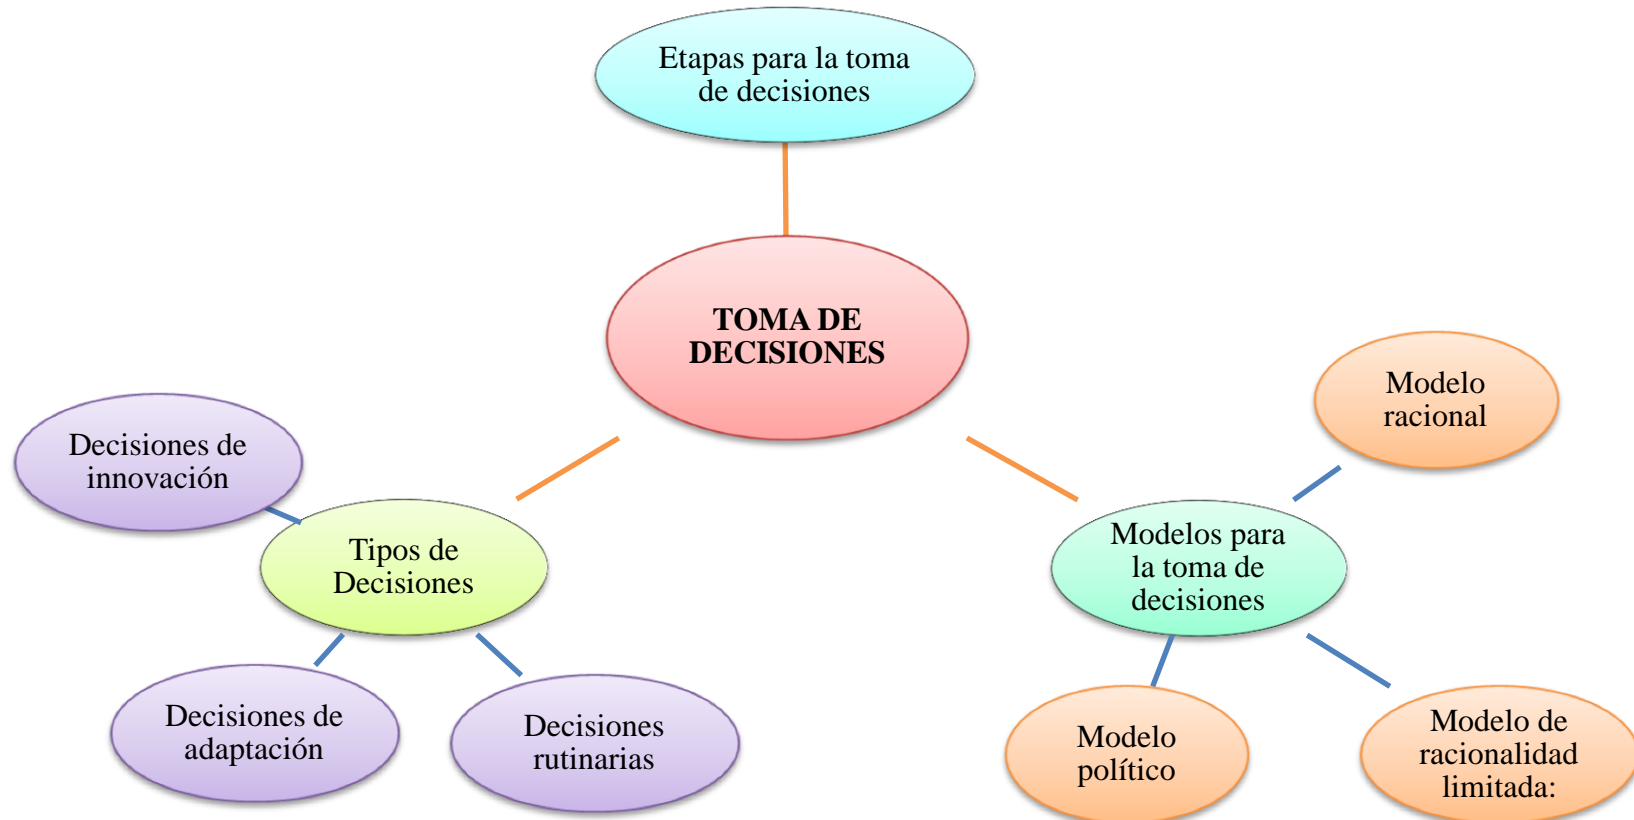 Etapas para la toma
de decisiones
TOMA DE
DECISIONES
Modelo
racional
Decisiones de
innovación
Tipos de
Decisiones
Modelos para
la toma de
decisiones
Decisiones de
adaptación
Decisiones
rutinarias
Modelo
político
Modelo de
racionalidad
limitada: